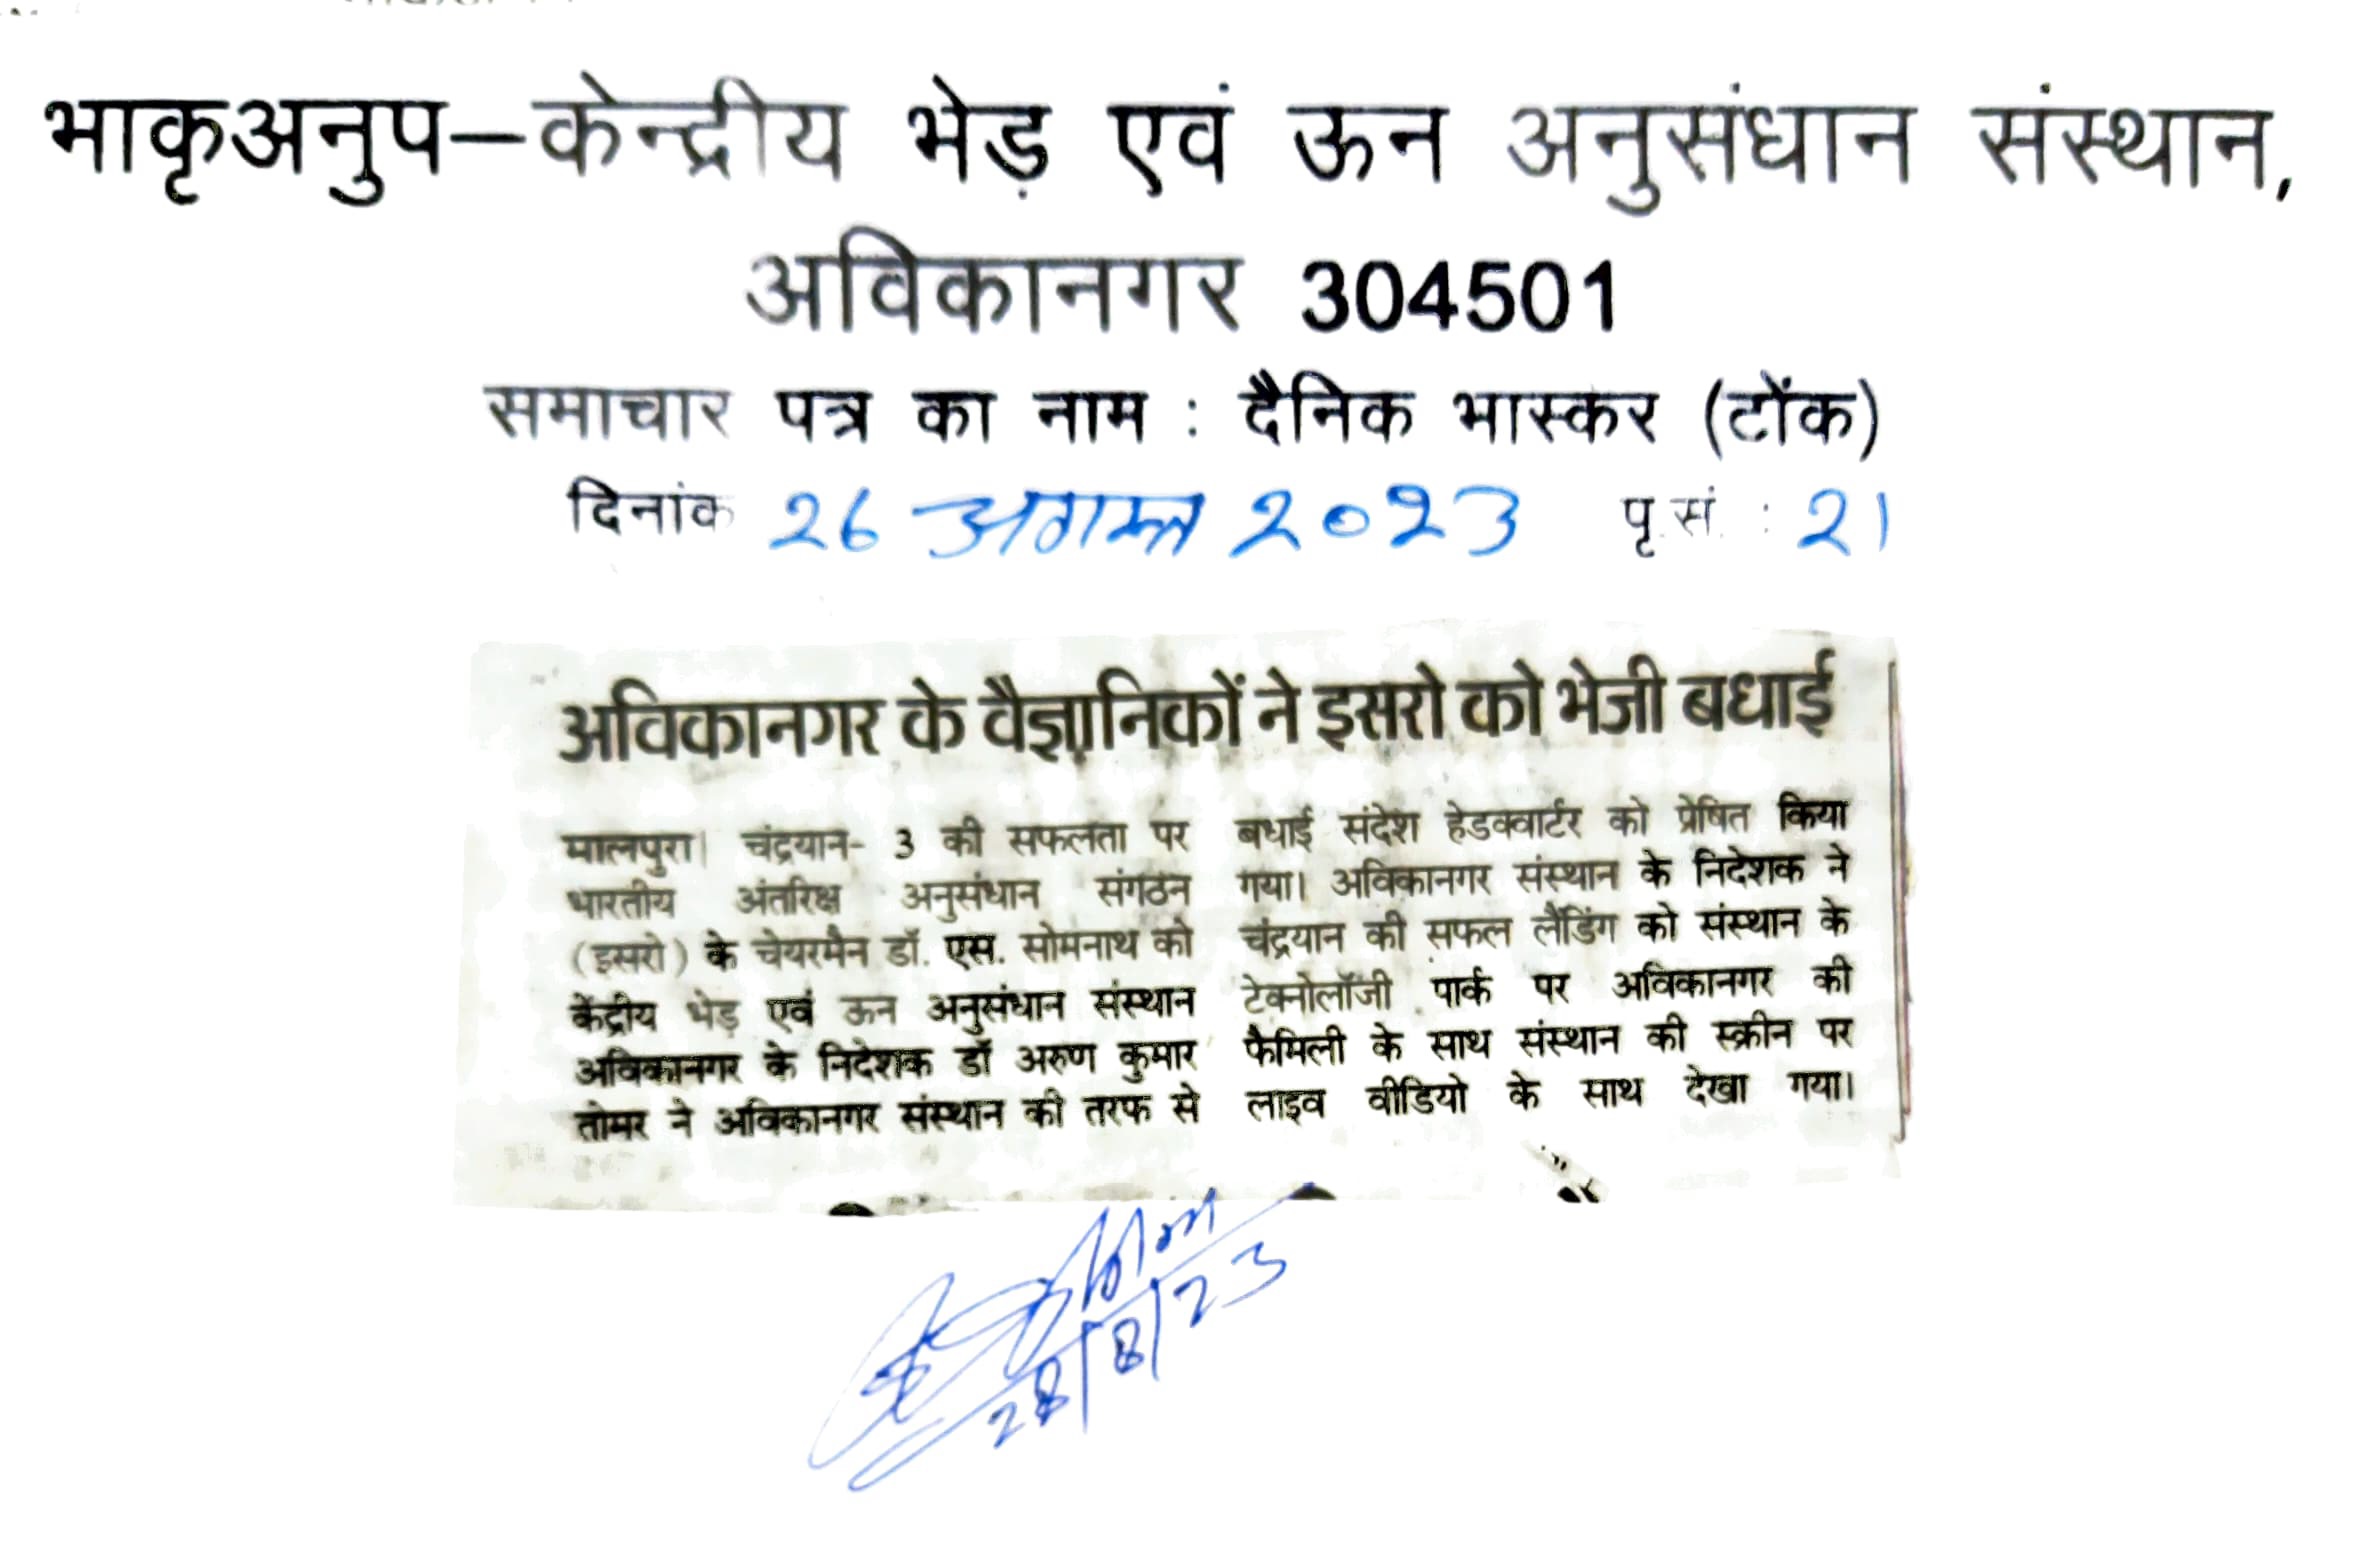 भाकृअनुप–केन्द्रीय भेड़ एवं ऊन अनुसंधान संस्थान,
अविकानगर 304501
समाचार पत्र का नाम : दैनिक भास्कर (टोंक)
दिनांक 26 अगस्त 2023 पृ.सं. : 21
अविकानगर के वैज्ञानिकों ने इसरो को भेजी बधाई
मालपुरा। चंद्रयान- 3 की सफलता पर
भारतीय अंतरिक्ष अनुसंधान संगठन
(इसरो) के चेयरमैन डॉ. एस. सोमनाथ को
केंद्रीय भेड़ एवं ऊन अनुसंधान संस्थान
अविकानगर के निदेशक डॉ अरुण कुमार
तोमर ने अविकानगर संस्थान की तरफ से
बधाई संदेश हेडक्वार्टर को प्रेषित किया
गया। अविकानगर संस्थान के निदेशक ने
चंद्रयान की सफल लैंडिंग को संस्थान के
टेक्नोलॉजी पार्क पर अविकानगर की
फैमिली के साथ संस्थान की स्क्रीन पर
लाइव वीडियो के साथ देखा गया।
28/8/23